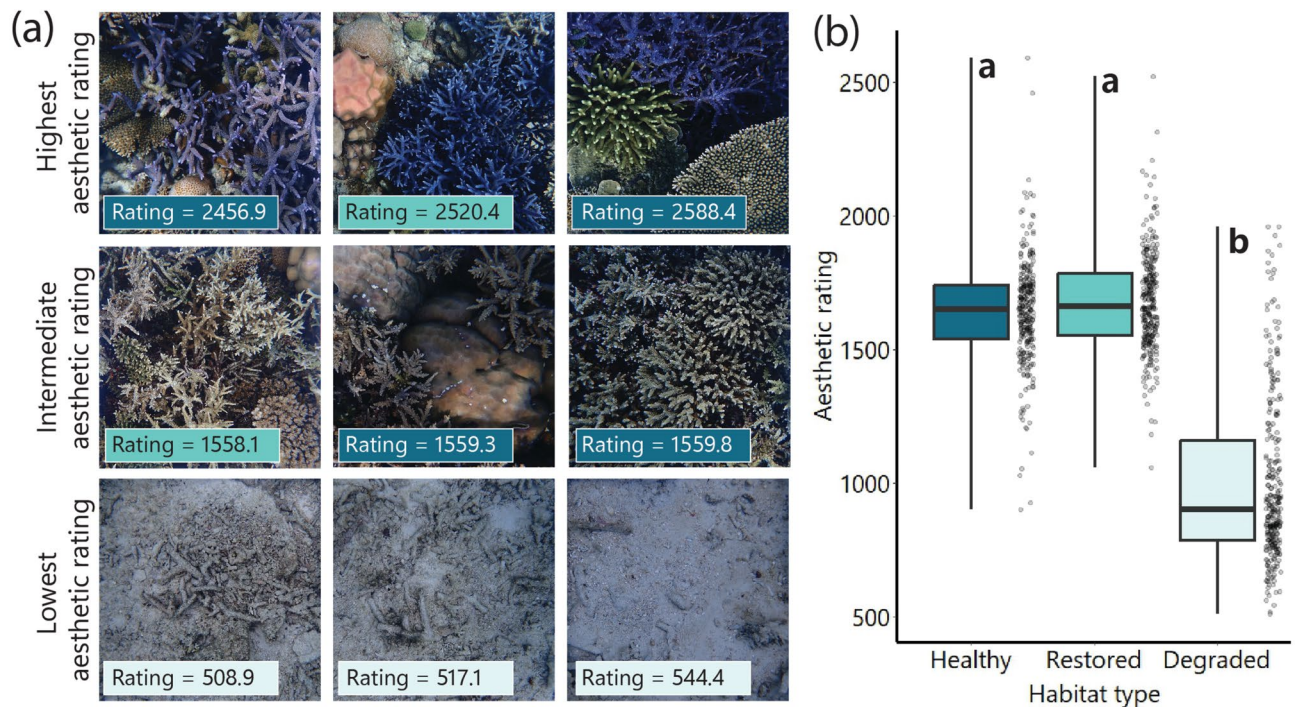 (a)
Highest
aesthetic rating
Rating = 2456.9
Rating = 2520.4
Rating = 2588.4
Intermediate
aesthetic rating
Rating = 1558.1
Rating = 1559.3
Rating = 1559.8
Lowest
aesthetic rating
Rating = 508.9
Rating = 517.1
Rating = 544.4
(b)
Aesthetic rating
2500
2000
1500
1000
500
a
a
b
Healthy
Restored
Degraded
Habitat type